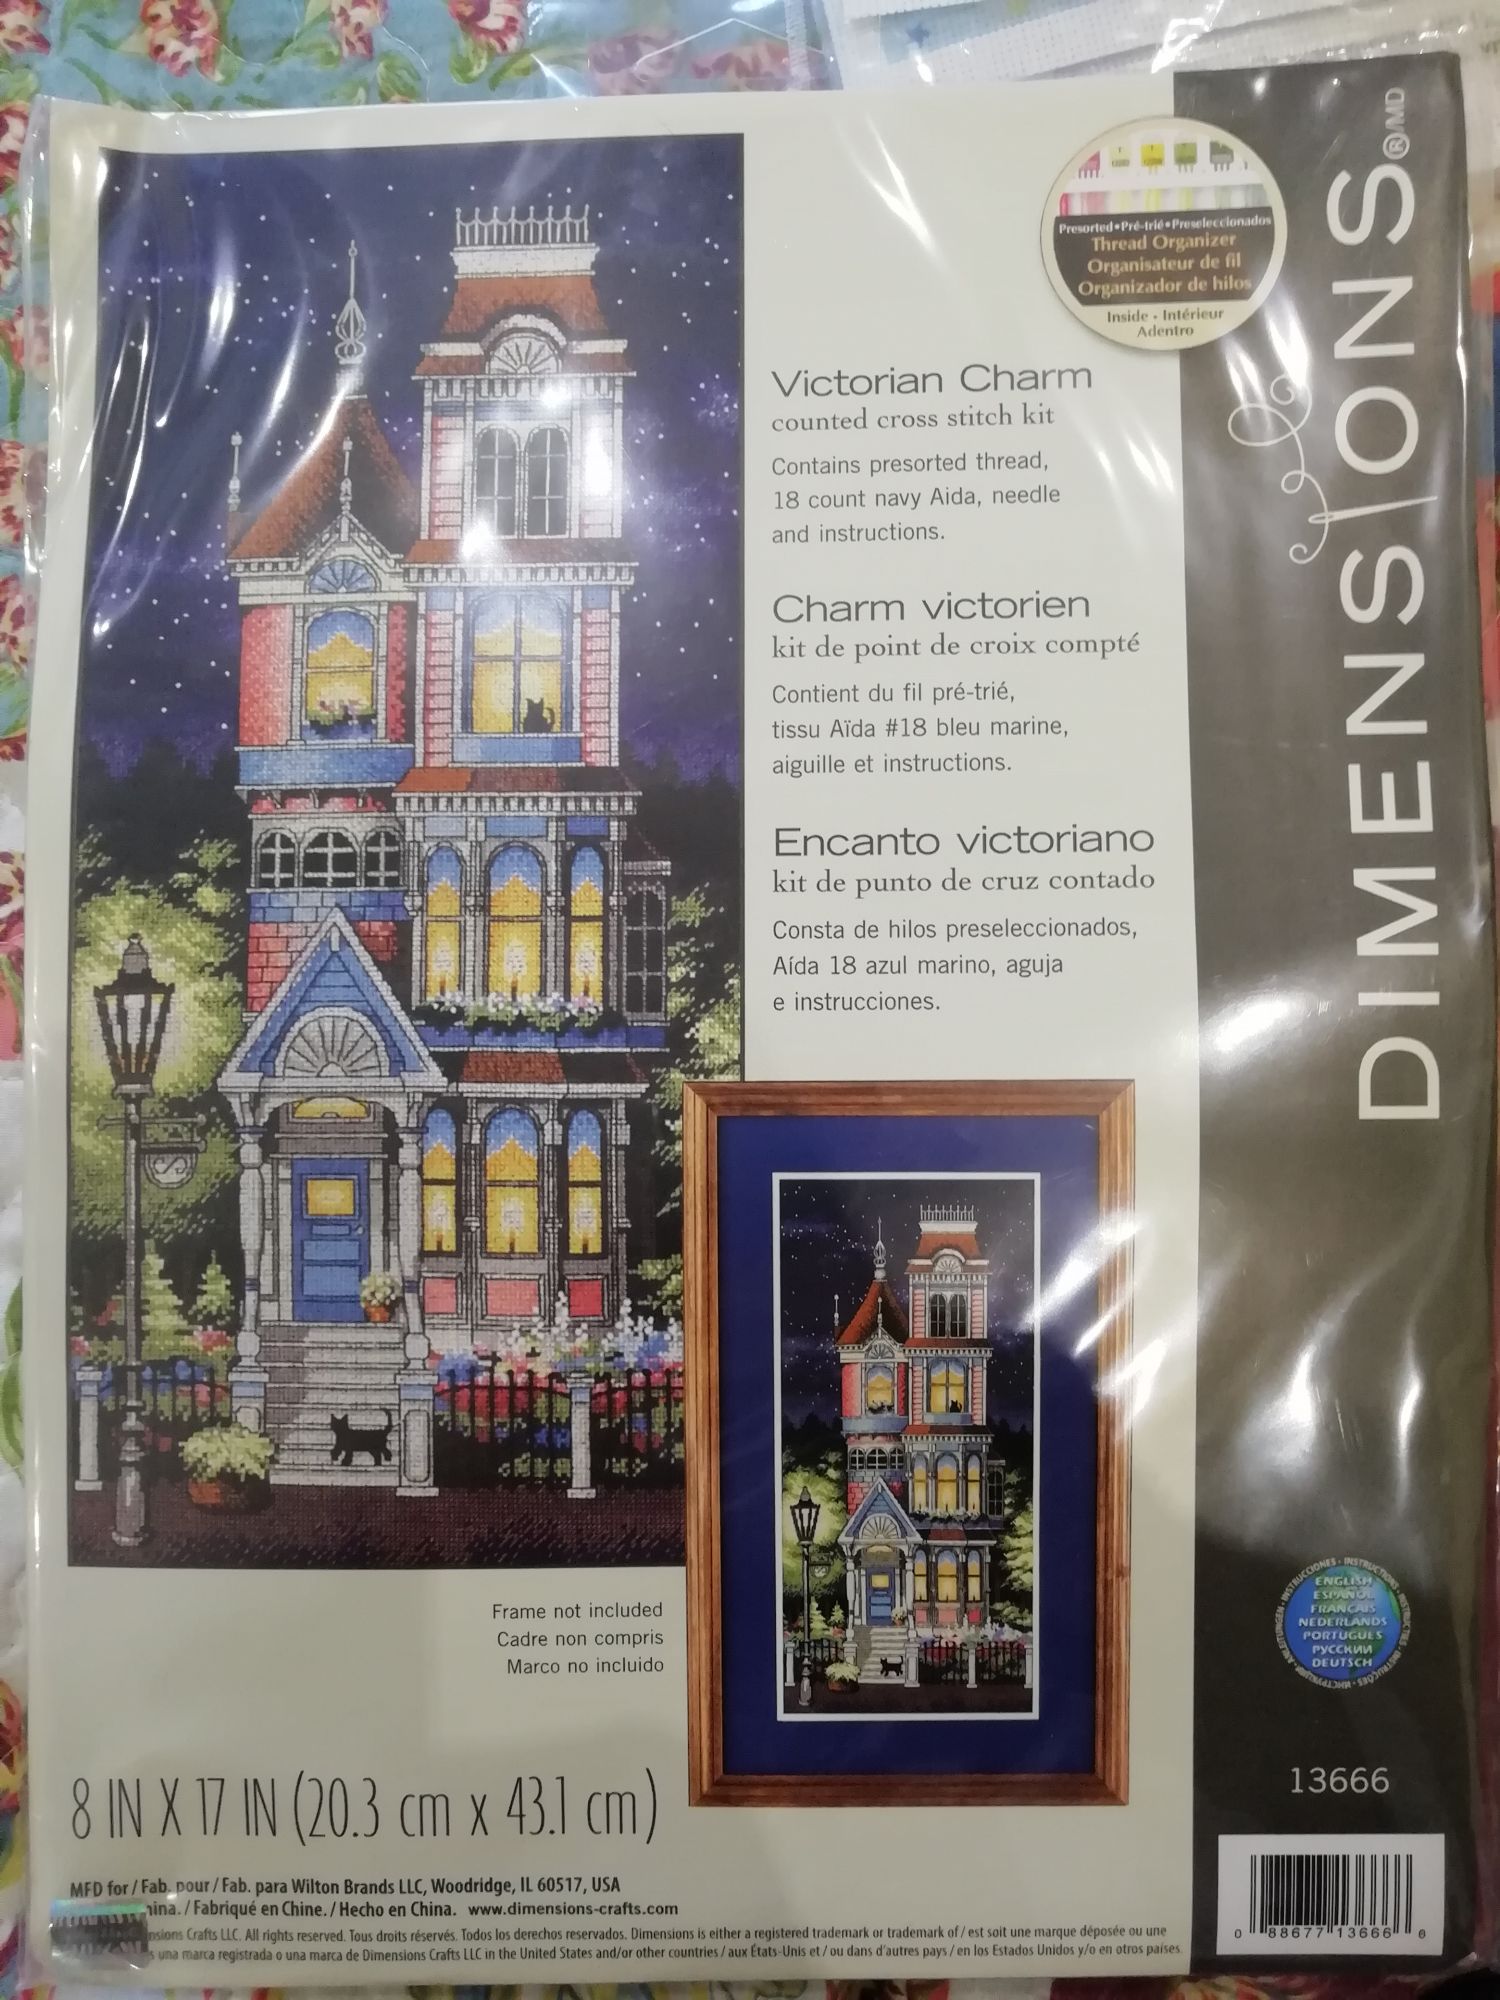 Presorted • Pré-trié • Preseleccionados
Thread Organizer
Organisateur de fil
Organizador de hilos
Inside • Intérieur
Adentro
DIMENSIONS®/MD
Victorian Charm
counted cross stitch kit
Contains presorted thread,
18 count navy Aida, needle
and instructions.
Charm victorien
kit de point de croix compté
Contient du fil pré-trié,
tissu Aïda #18 bleu marine,
aiguille et instructions.
Encanto victoriano
kit de punto de cruz contado
Consta de hilos preseleccionados,
Aída 18 azul marino, aguja
e instrucciones.
Frame not included
Cadre non compris
Marco no incluido
ENGLISH
ESPAÑOL
FRANÇAIS
NEDERLANDS
PORTUGUÊS
РУССКИЙ
DEUTSCH
13666
8 IN X 17 IN (20.3 cm x 43.1 cm)
MFD for / Fab. pour / Fab. para Wilton Brands LLC, Woodridge, IL 60517, USA
/ Fabriqué en Chine. / Hecho en China. www.dimensions-crafts.com
Crafts LLC. All rights reserved. Tous droits réservés. Todos los derechos reservados. Dimensions is either a registered trademark or trademark of / est soit une marque déposée ou une
una marca registrada o una marca de Dimensions Crafts LLC in the United States and/or other countries / aux États-Unis et / ou dans d'autres pays / en los Estados Unidos y/o en otros países.
0 88677 13666 6